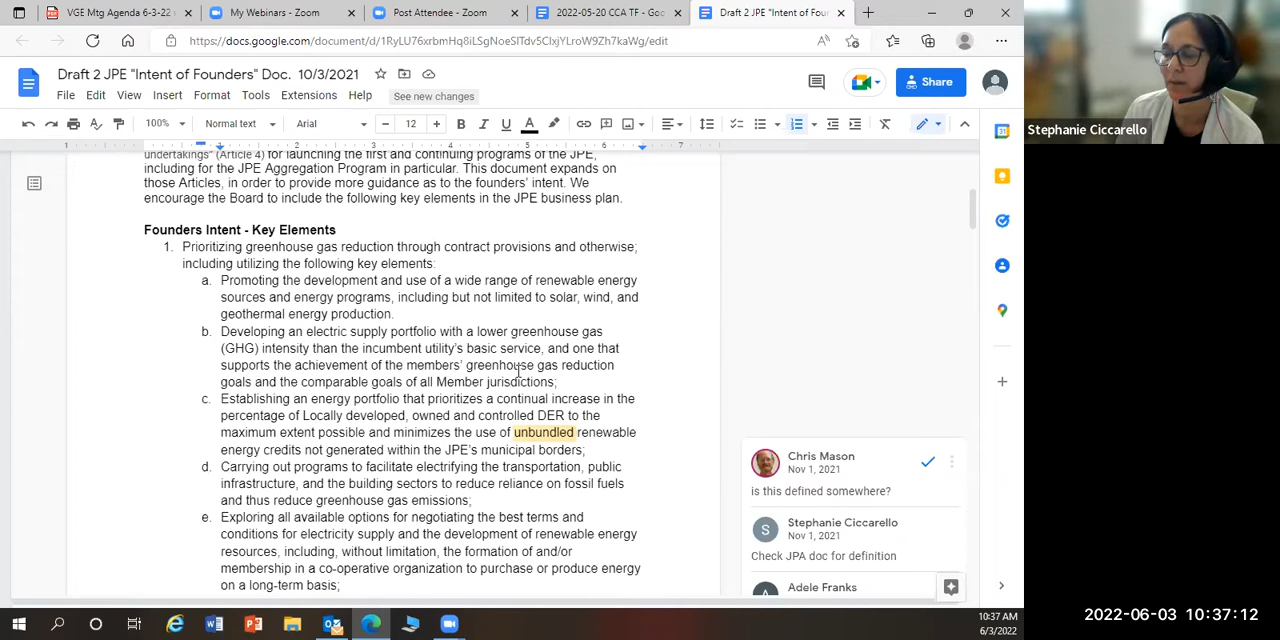 VGE Mtg Agenda 6-3-22
My Webinars - Zoom
Post Attendee - Zoom
2022-05-20 CCA TF - Goo
Draft 2 JPE "Intent of Foun
https://docs.google.com/document/d/1RyLU76xrbmHq8iLSgNoeSlTdv5ClxjYLroW9Zh7kaWg/edit
Draft 2 JPE "Intent of Founders" Doc. 10/3/2021
Share
File Edit View Insert Format Tools Extensions Help See new changes
100% Normal text Arial 12 B I U A
1 1 2 3 4 5 6 7
undertakings" (Article 4) for launching the first and continuing programs of the JPE,
including for the JPE Aggregation Program in particular. This document expands on
those Articles, in order to provide more guidance as to the founders' intent. We
encourage the Board to include the following key elements in the JPE business plan.
Founders Intent - Key Elements
1. Prioritizing greenhouse gas reduction through contract provisions and otherwise;
including utilizing the following key elements:
a. Promoting the development and use of a wide range of renewable energy
sources and energy programs, including but not limited to solar, wind, and
geothermal energy production.
b. Developing an electric supply portfolio with a lower greenhouse gas
(GHG) intensity than the incumbent utility's basic service, and one that
supports the achievement of the members' greenhouse gas reduction
goals and the comparable goals of all Member jurisdictions;
c. Establishing an energy portfolio that prioritizes a continual increase in the
percentage of Locally developed, owned and controlled DER to the
maximum extent possible and minimizes the use of unbundled renewable
energy credits not generated within the JPE's municipal borders;
d. Carrying out programs to facilitate electrifying the transportation, public
infrastructure, and the building sectors to reduce reliance on fossil fuels
and thus reduce greenhouse gas emissions;
e. Exploring all available options for negotiating the best terms and
conditions for electricity supply and the development of renewable energy
resources, including, without limitation, the formation of and/or
membership in a co-operative organization to purchase or produce energy
on a long-term basis;
Chris Mason
Nov 1, 2021
is this defined somewhere?
S
Stephanie Ciccarello
Nov 1, 2021
Check JPA doc for definition
Adele Franks
Stephanie Ciccarello
10:37 AM
6/3/2022
2022-06-03 10:37:12